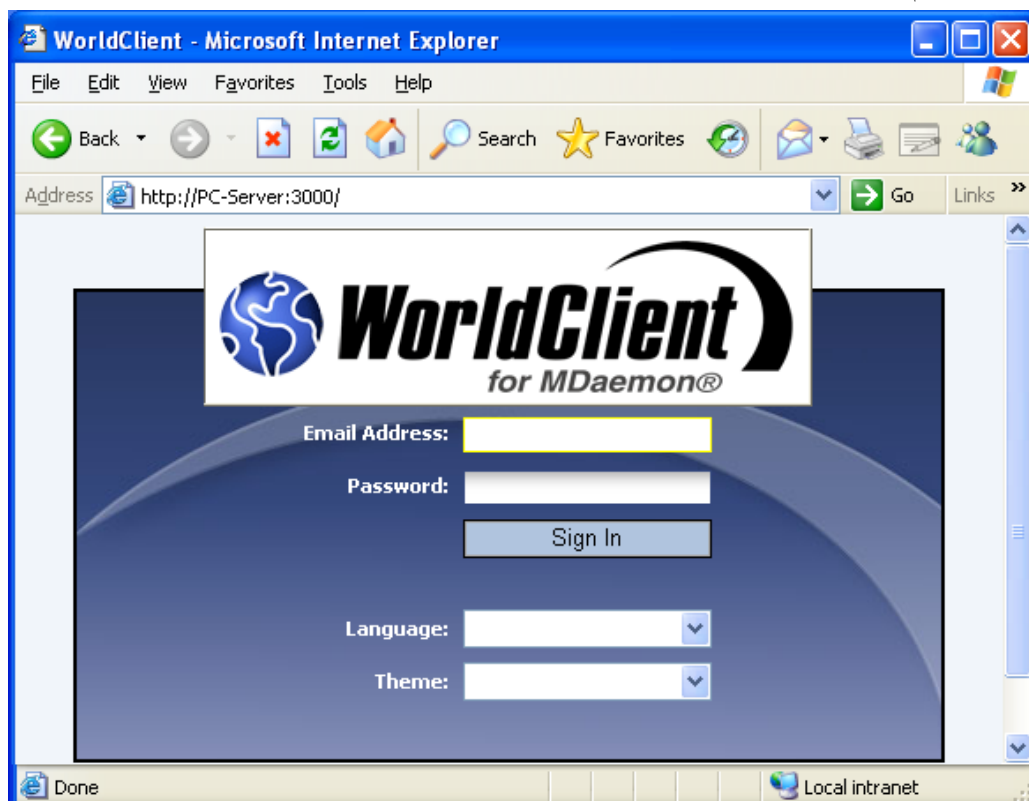 WorldClient - Microsoft Internet Explorer
File Edit View Favorites Tools Help
Back Search Favorites
Address http://PC-Server:3000/ Go Links »
WorldClient
for MDaemon®
Email Address:
Password:
Sign In
Language:
Theme:
Done Local intranet